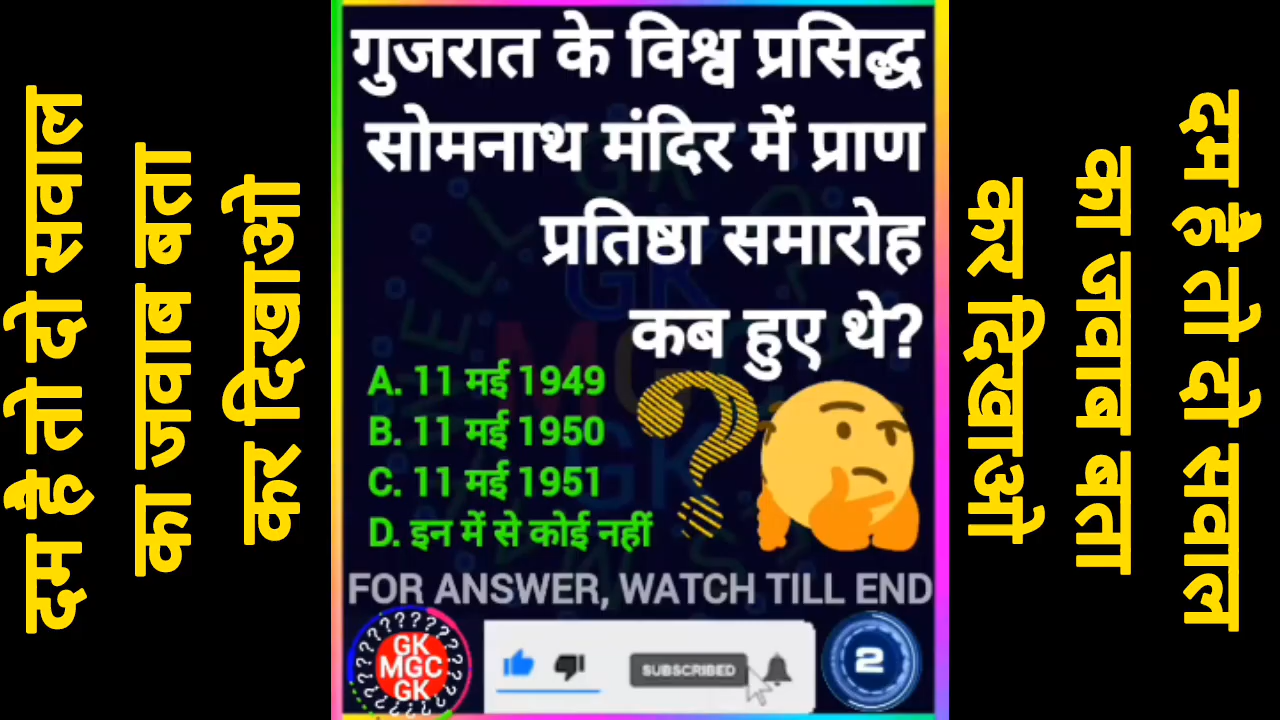 दम है तो दो सवाल
का जवाब बता
कर दिखाओ
गुजरात के विश्व प्रसिद्ध
सोमनाथ मंदिर में प्राण
प्रतिष्ठा समारोह
कब हुए थे?
A. 11 मई 1949
B. 11 मई 1950
C. 11 मई 1951
D. इन में से कोई नहीं
FOR ANSWER, WATCH TILL END
GK
MGC
GK
SUBSCRIBED
2
दम है तो दो सवाल
का जवाब बता
कर दिखाओ